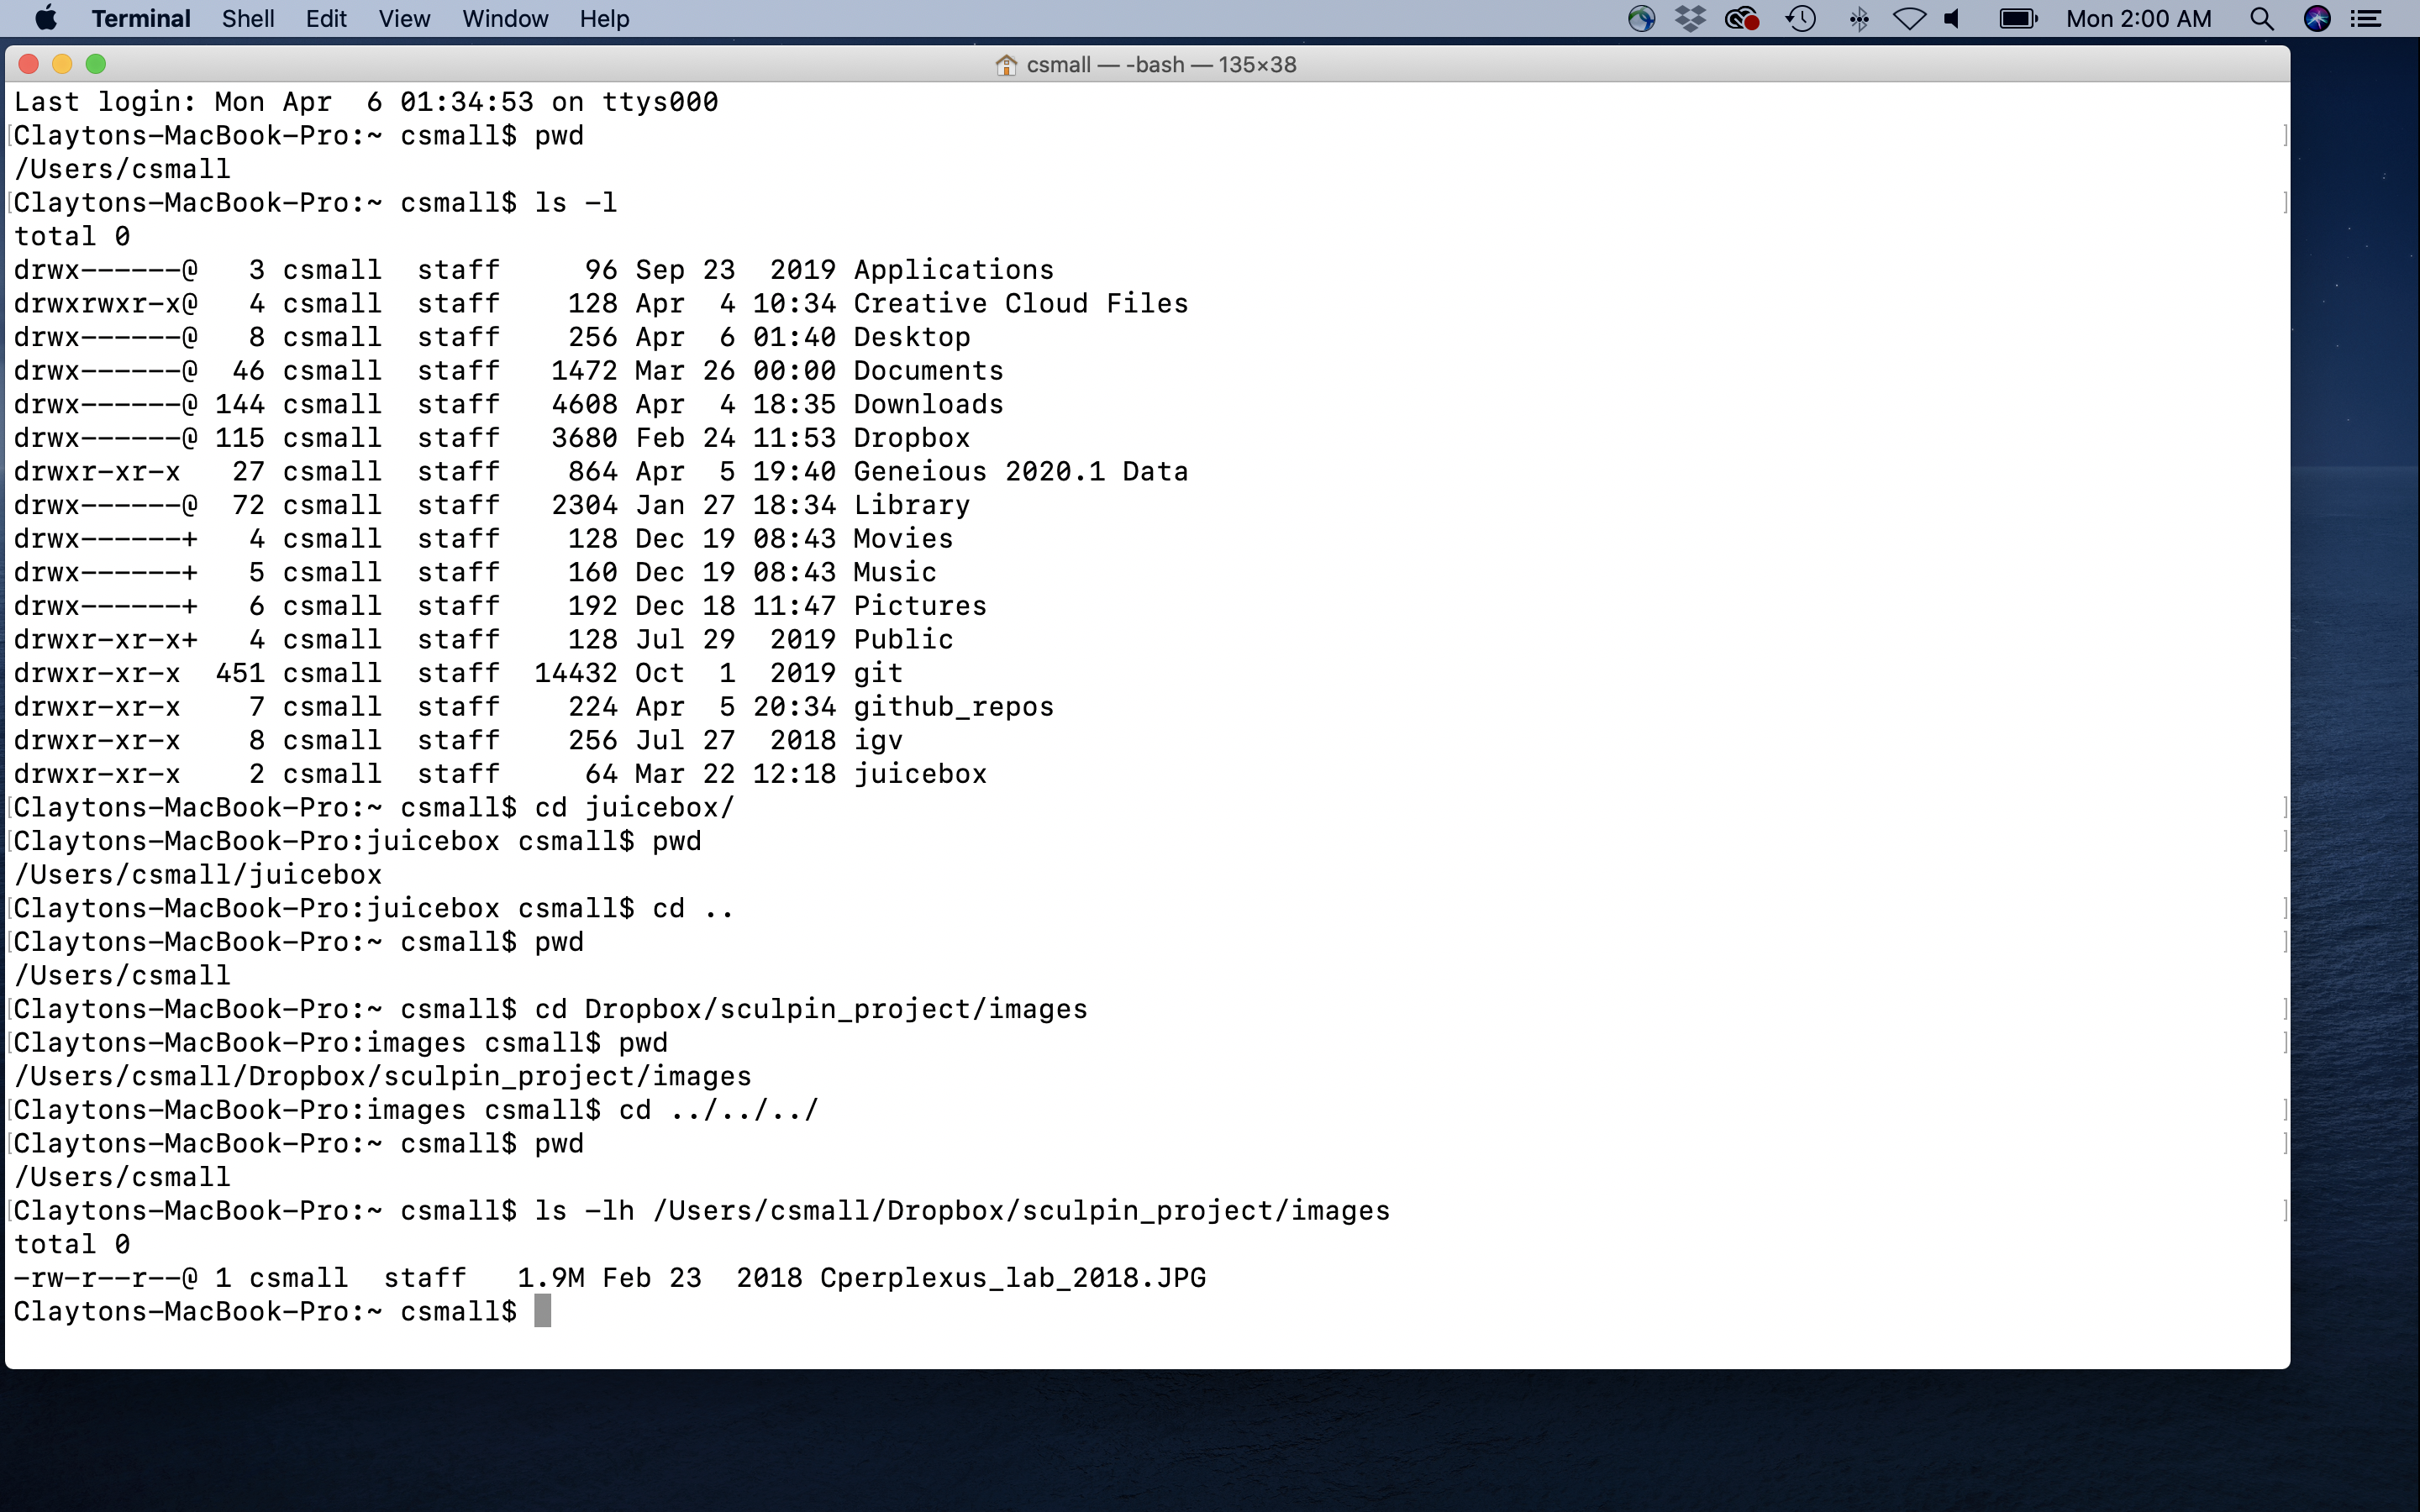 Terminal Shell Edit View Window Help Mon 2:00 AM
csmall — -bash — 135×38
Last login: Mon Apr  6 01:34:53 on ttys000
[Claytons-MacBook-Pro:~ csmall$ pwd ]
/Users/csmall
[Claytons-MacBook-Pro:~ csmall$ ls -l ]
total 0
drwx------@   3 csmall  staff     96 Sep 23  2019 Applications
drwxrwxr-x@   4 csmall  staff    128 Apr  4 10:34 Creative Cloud Files
drwx------@   8 csmall  staff    256 Apr  6 01:40 Desktop
drwx------@  46 csmall  staff   1472 Mar 26 00:00 Documents
drwx------@ 144 csmall  staff   4608 Apr  4 18:35 Downloads
drwx------@ 115 csmall  staff   3680 Feb 24 11:53 Dropbox
drwxr-xr-x   27 csmall  staff    864 Apr  5 19:40 Geneious 2020.1 Data
drwx------@  72 csmall  staff   2304 Jan 27 18:34 Library
drwx------+   4 csmall  staff    128 Dec 19 08:43 Movies
drwx------+   5 csmall  staff    160 Dec 19 08:43 Music
drwx------+   6 csmall  staff    192 Dec 18 11:47 Pictures
drwxr-xr-x+   4 csmall  staff    128 Jul 29  2019 Public
drwxr-xr-x  451 csmall  staff  14432 Oct  1  2019 git
drwxr-xr-x    7 csmall  staff    224 Apr  5 20:34 github_repos
drwxr-xr-x    8 csmall  staff    256 Jul 27  2018 igv
drwxr-xr-x    2 csmall  staff     64 Mar 22 12:18 juicebox
[Claytons-MacBook-Pro:~ csmall$ cd juicebox/ ]
[Claytons-MacBook-Pro:juicebox csmall$ pwd ]
/Users/csmall/juicebox
[Claytons-MacBook-Pro:juicebox csmall$ cd .. ]
[Claytons-MacBook-Pro:~ csmall$ pwd ]
/Users/csmall
[Claytons-MacBook-Pro:~ csmall$ cd Dropbox/sculpin_project/images ]
[Claytons-MacBook-Pro:images csmall$ pwd ]
/Users/csmall/Dropbox/sculpin_project/images
[Claytons-MacBook-Pro:images csmall$ cd ../../../ ]
[Claytons-MacBook-Pro:~ csmall$ pwd ]
/Users/csmall
[Claytons-MacBook-Pro:~ csmall$ ls -lh /Users/csmall/Dropbox/sculpin_project/images ]
total 0
-rw-r--r--@ 1 csmall  staff   1.9M Feb 23  2018 Cperplexus_lab_2018.JPG
Claytons-MacBook-Pro:~ csmall$